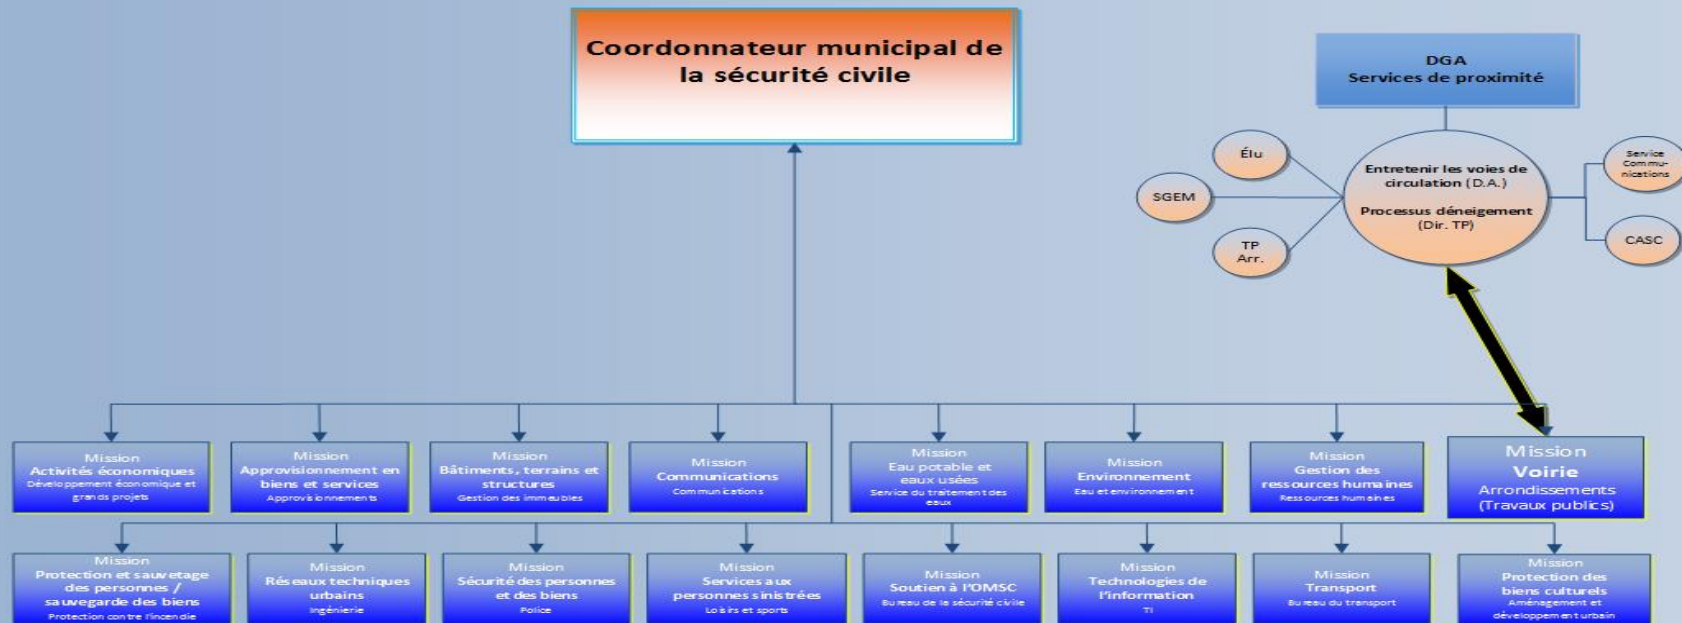 Coordonnateur municipal de
la sécurité civile
DGA
Services de proximité
Élu
SGEM
TP
Arr.
Entretenir les voies de
circulation (D.A.)
Processus déneigement
(Dir. TP)
Service
Commu-
nications
CASC
Mission
Activités économiques
Développement économique et
grands projets
Mission
Approvisionnement en
biens et services
Approvisionnements
Mission
Bâtiments, terrains et
structures
Gestion des immeubles
Mission
Communications
Communications
Mission
Eau potable et
eaux usées
Service du traitement des
eaux
Mission
Environnement
Eau et environnement
Mission
Gestion des
ressources humaines
Ressources humaines
Mission
Voirie
Arrondissements
(Travaux publics)
Mission
Protection et sauvetage
des personnes /
sauvegarde des biens
Protection contre l'incendie
Mission
Réseaux techniques
urbains
Ingénierie
Mission
Sécurité des personnes
et des biens
Police
Mission
Services aux
personnes sinistrées
Loisirs et sports
Mission
Soutien à l'OMSC
Bureau de la sécurité civile
Mission
Technologies de
l'information
TI
Mission
Transport
Bureau du transport
Mission
Protection des
biens culturels
Aménagement et
développement urbain